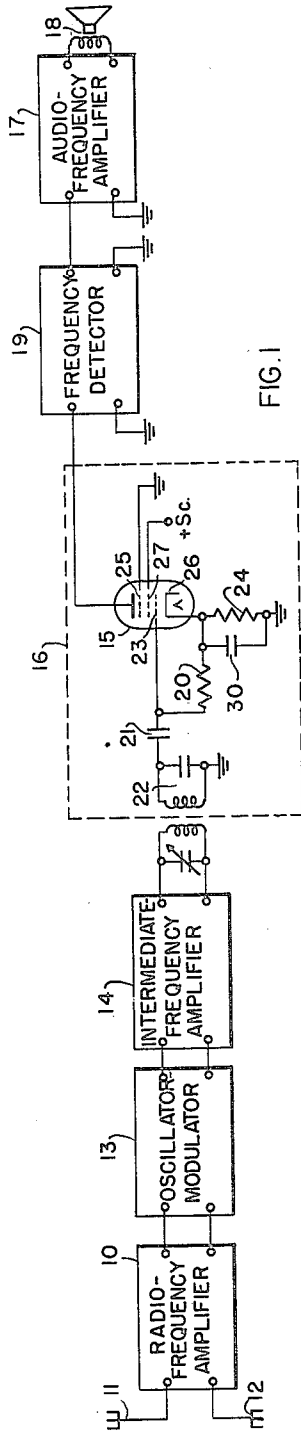 11
12
10
RADIO-
FREQUENCY
AMPLIFIER
13
OSCILLATOR-
MODULATOR
14
INTERMEDIATE-
FREQUENCY
AMPLIFIER
16
22
21
20
15
23
25
27
+Sc.
26
24
30
19
FREQUENCY
DETECTOR
17
AUDIO-
FREQUENCY
AMPLIFIER
18
FIG.1